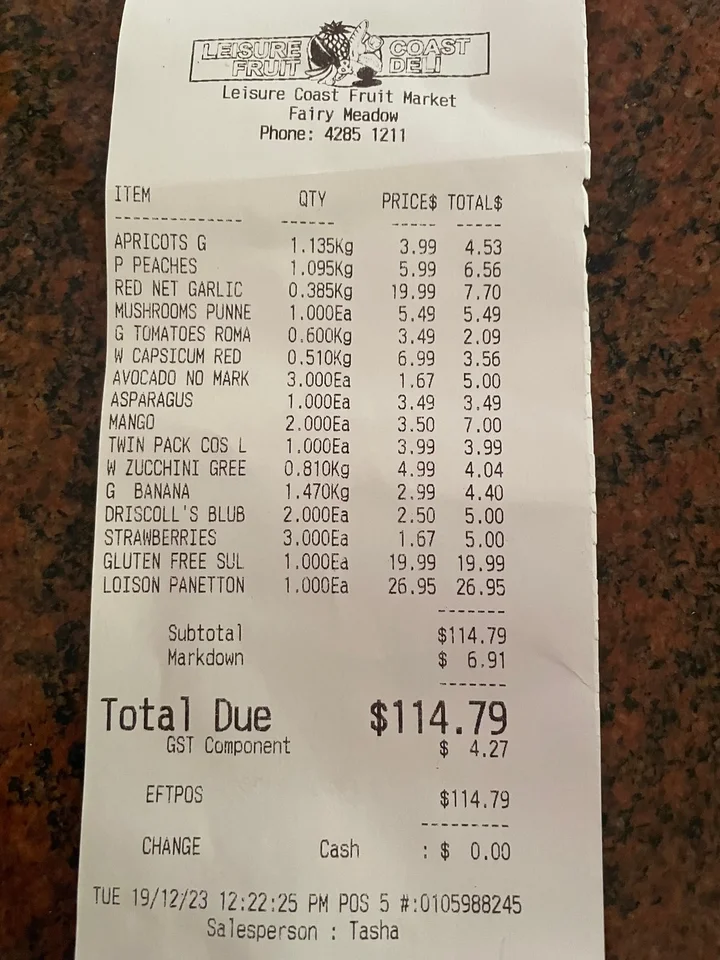 LEISURE COAST
FRUIT DELI
Leisure Coast Fruit Market
Fairy Meadow
Phone: 4285 1211
ITEM QTY PRICE$ TOTAL$
-------------- ------ ----- -----
APRICOTS G 1.135Kg 3.99 4.53
P PEACHES 1.095Kg 5.99 6.56
RED NET GARLIC 0.385Kg 19.99 7.70
MUSHROOMS PUNNE 1.000Ea 5.49 5.49
G TOMATOES ROMA 0.600Kg 3.49 2.09
W CAPSICUM RED 0.510Kg 6.99 3.56
AVOCADO NO MARK 3.000Ea 1.67 5.00
ASPARAGUS 1.000Ea 3.49 3.49
MANGO 2.000Ea 3.50 7.00
TWIN PACK COS L 1.000Ea 3.99 3.99
W ZUCCHINI GREE 0.810Kg 4.99 4.04
G BANANA 1.470Kg 2.99 4.40
DRISCOLL'S BLUB 2.000Ea 2.50 5.00
STRAWBERRIES 3.000Ea 1.67 5.00
GLUTEN FREE SUL 1.000Ea 19.99 19.99
LOISON PANETTON 1.000Ea 26.95 26.95
-------
Subtotal $114.79
Markdown $ 6.91
-------
Total Due $114.79
GST Component $ 4.27
EFTPOS $114.79
---------
CHANGE Cash : $ 0.00
TUE 19/12/23 12:22:25 PM POS 5 #:0105988245
Salesperson : Tasha